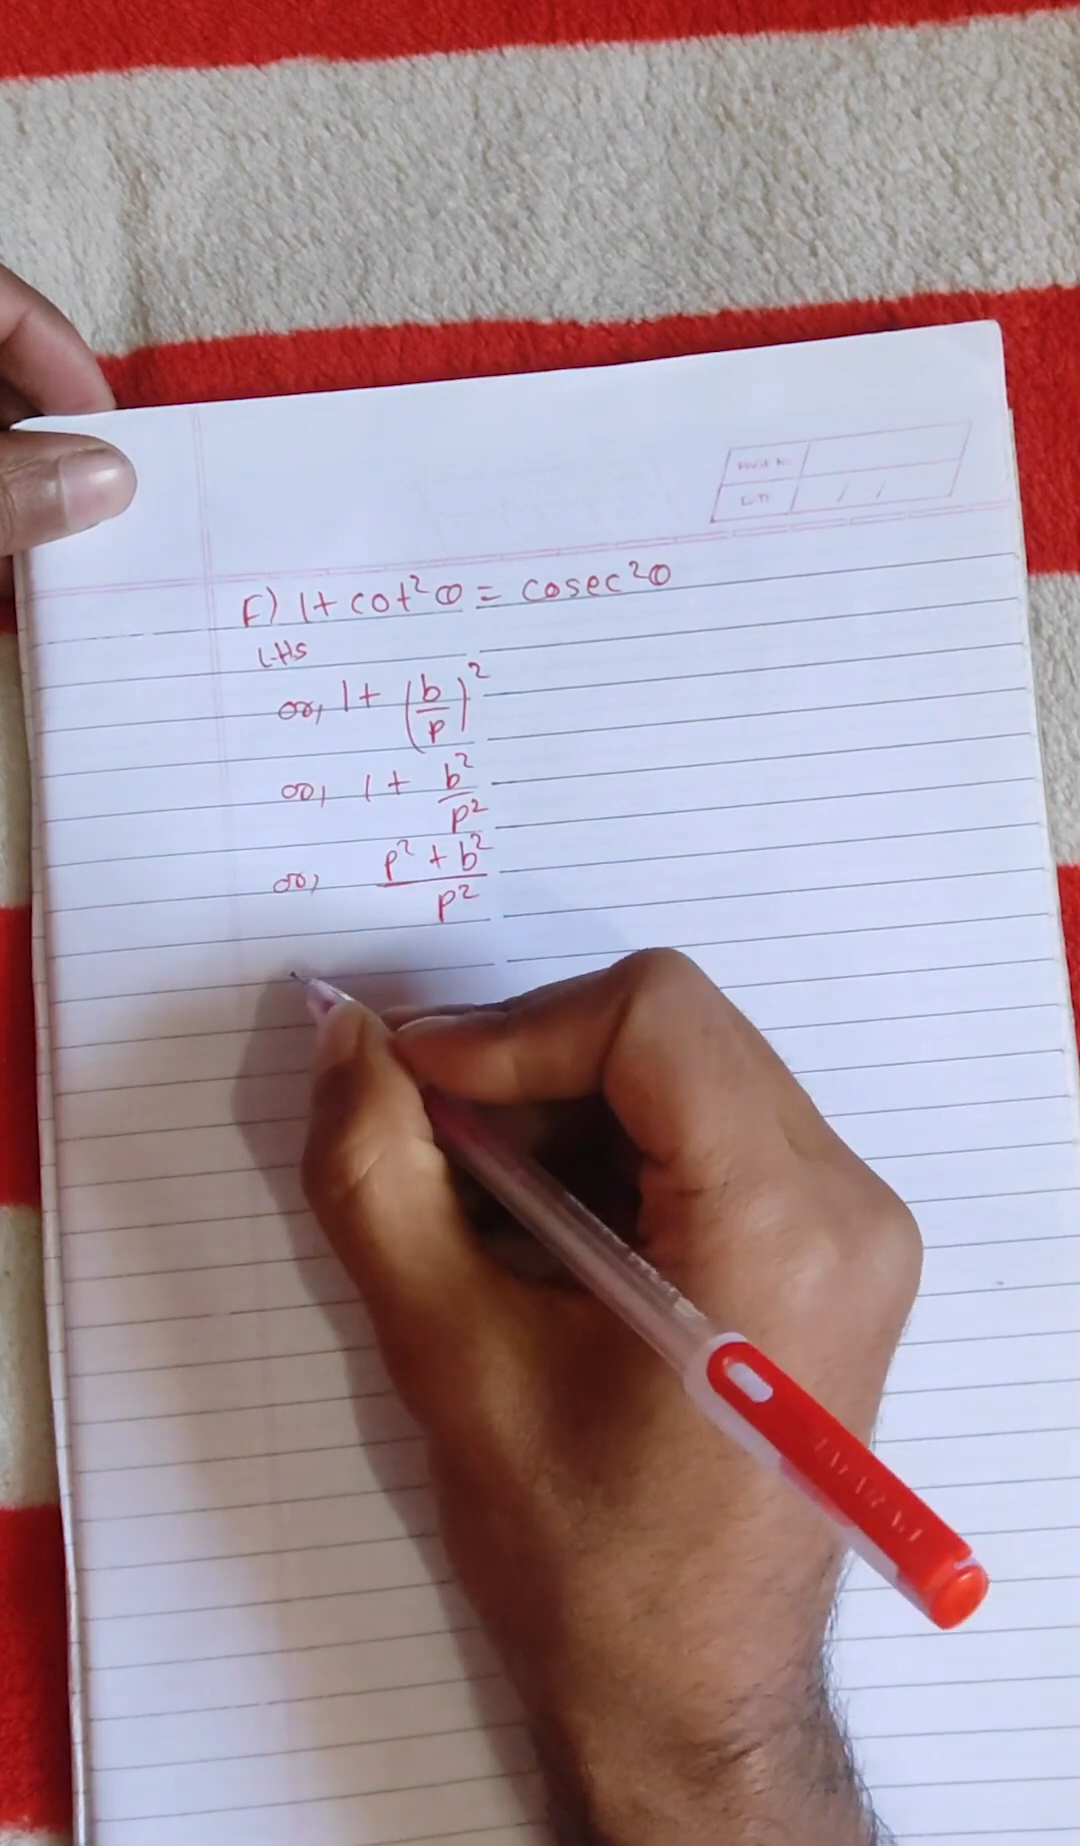 F) 1 + cot²θ = cosec²θ
LHS
or, 1 + (b/p)²
or, 1 + b²/p²
or, p² + b²/p²